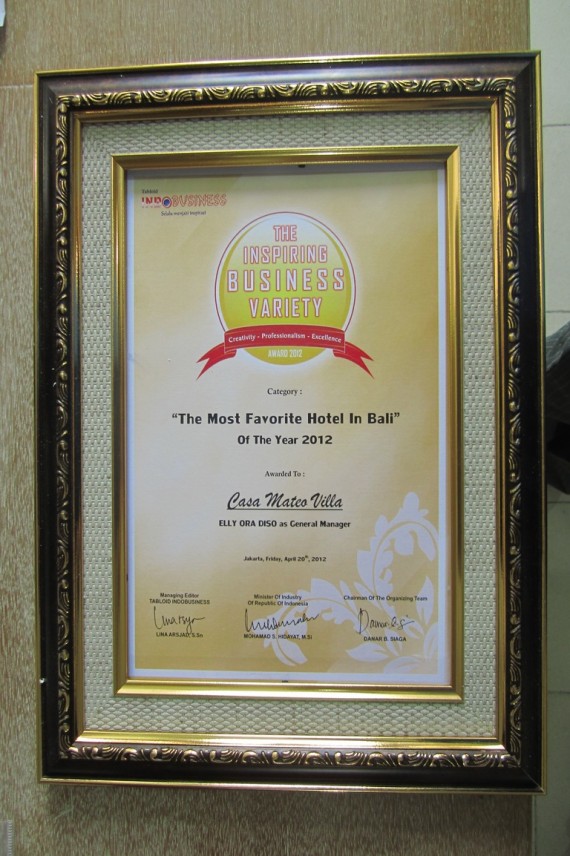 INDOBUSINESS
THE
INSPIRING
BUSINESS
VARIETY
Creativity - Professionalism - Excellence
AWARD 2012
Category :
"The Most Favorite Hotel In Bali"
Of The Year 2012
Awarded To :
Casa Mateo Villa
ELLY ORA DISO as General Manager
Jakarta, Friday, April 20th, 2012
Managing Editor
TABLOID INDOBUSINESS
LINA ARSJAD, S.Sn
Minister Of Industry
Of Republic Of Indonesia
MOHAMAD S. HIDAYAT, M.Si
Chairman Of The Organizing Team
DANAR B. SIAGA